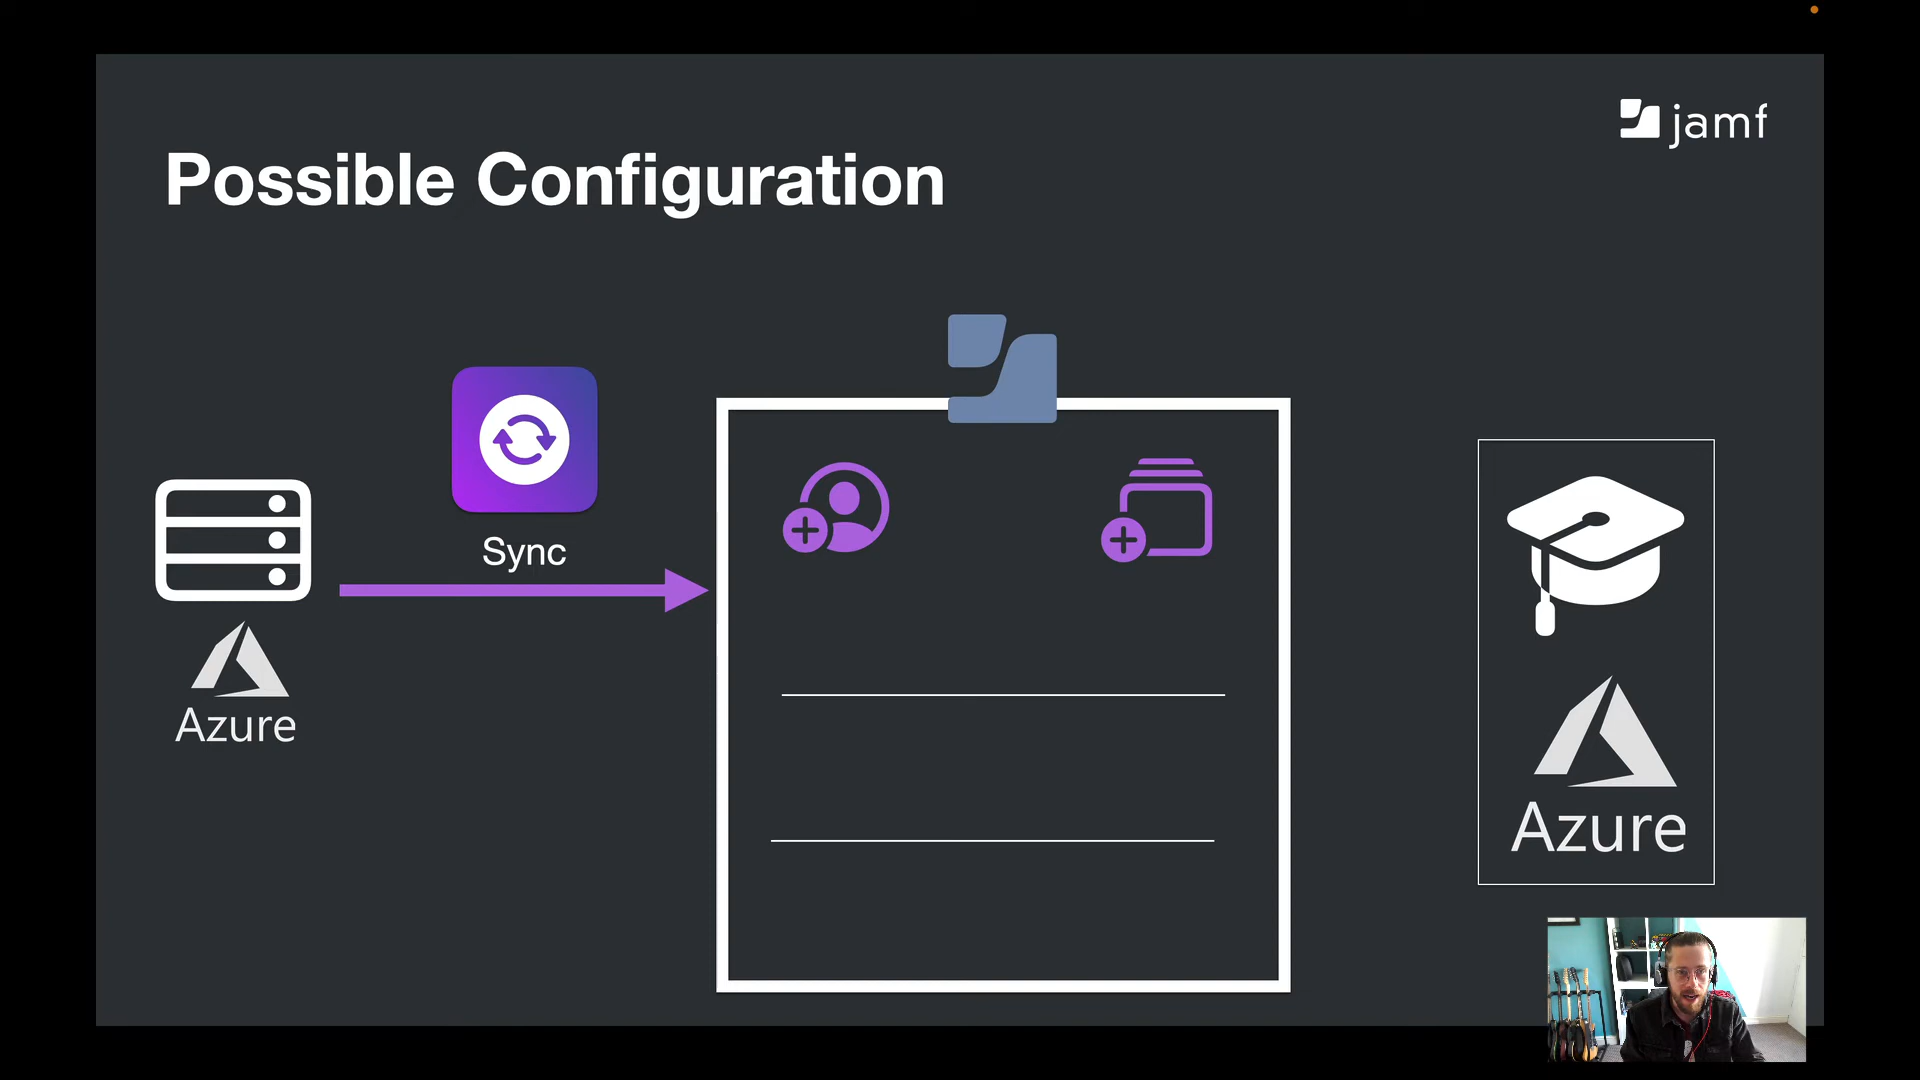 jamf
Possible Configuration
Sync
Azure
Azure